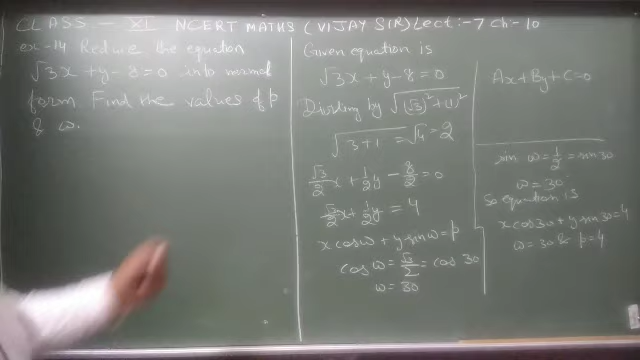 CLASS - XI NCERT MATHS (VIJAY SIR) Lect:-7 Ch-10
ex-14 Reduce the equation
√3x+y-8=0 into normal
form. Find the values of p
& ω.
Given equation is
√3x+y-8=0
Dividing by √(√3)²+(1)²
√3+1 = √4 = 2
√3/2 x + 1/2 y - 8/2 = 0
√3/2 x + 1/2 y = 4
x cosω + y sinω = p
cos ω = √3/2 = cos 30
ω = 30
Ax+By+C=0
sin ω = 1/2 = sin 30
ω = 30°
So equation is
x cos 30 + y sin 30 = 4
ω = 30 & p = 4